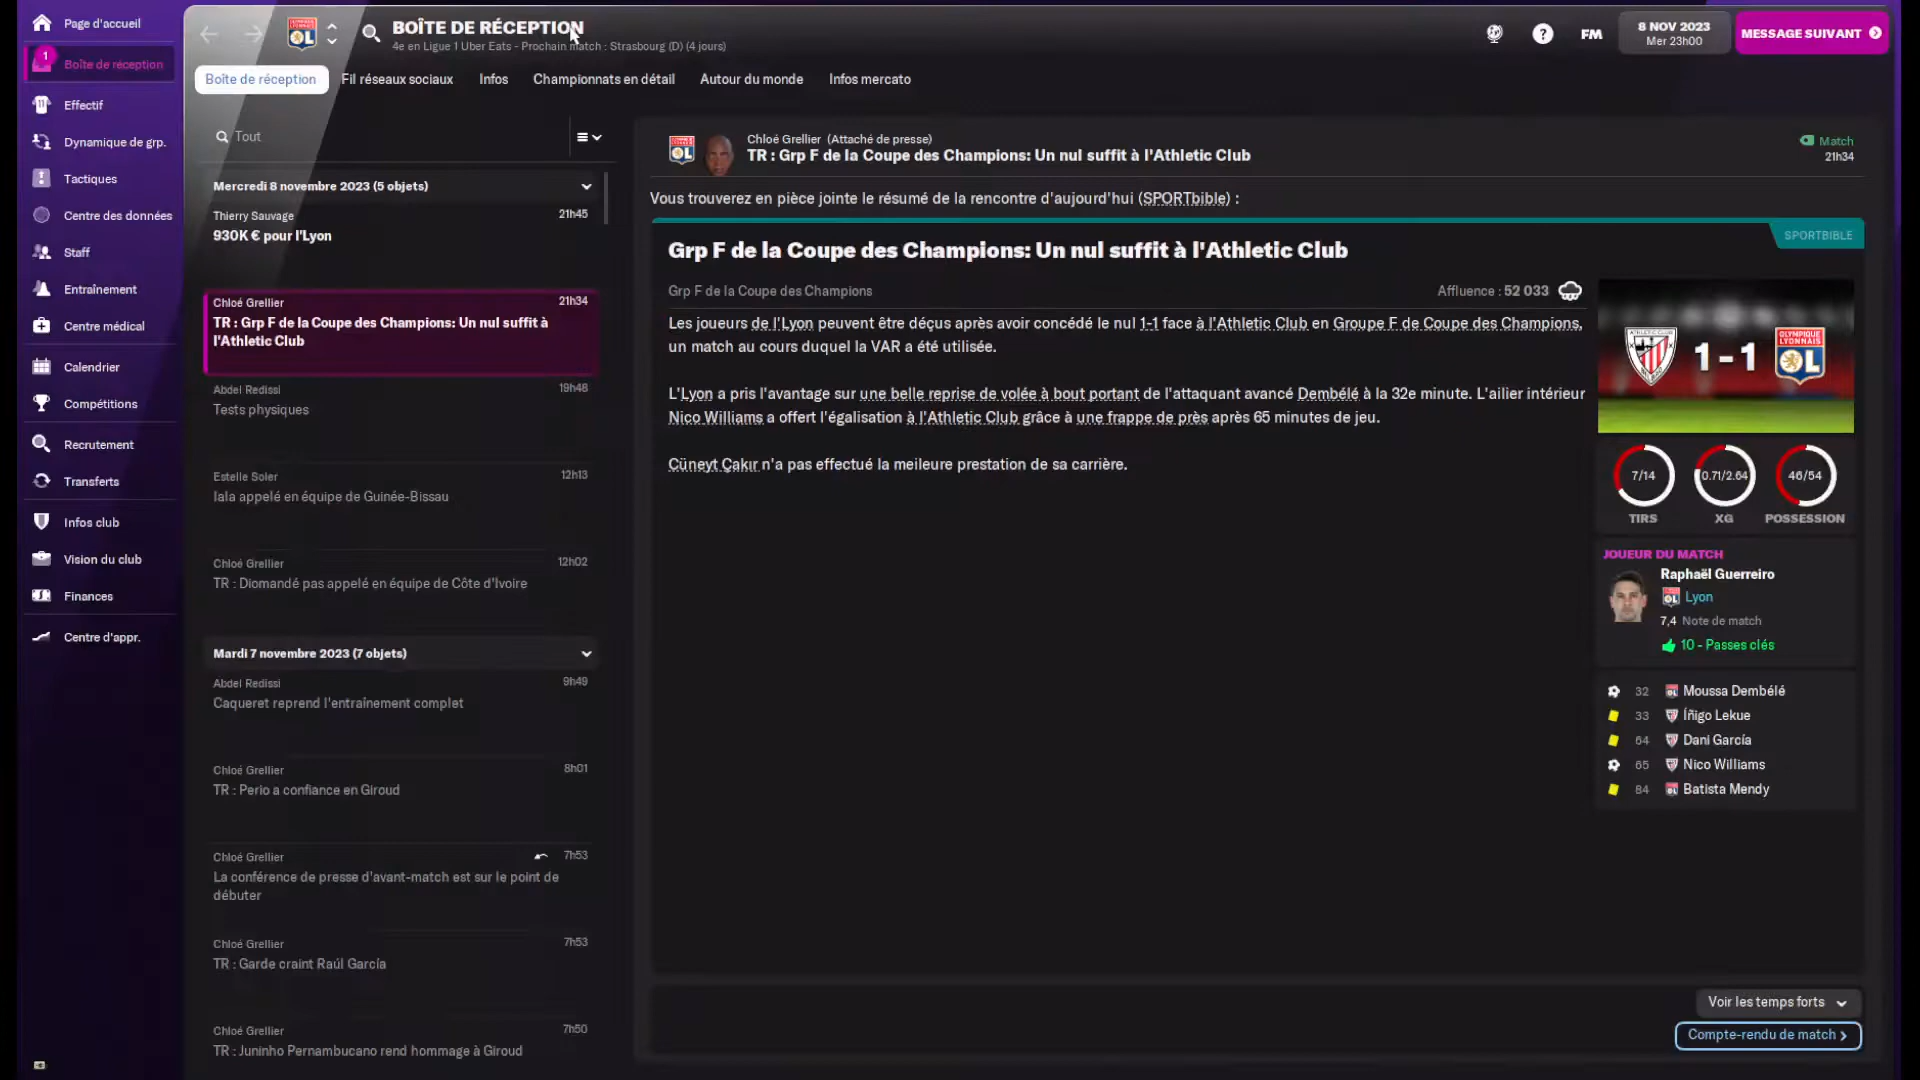 Page d'accueil
1
Boîte de réception
Effectif
Dynamique de grp.
Tactiques
Centre des données
Staff
Entraînement
Centre médical
Calendrier
Compétitions
Recrutement
Transferts
Infos club
Vision du club
Finances
Centre d'appr.
BOÎTE DE RÉCEPTION
4e en Ligue 1 Uber Eats - Prochain match : Strasbourg (D) (4 jours)
FM
8 NOV 2023
Mer 23h00
MESSAGE SUIVANT
Boîte de réception
Fil réseaux sociaux
Infos
Championnats en détail
Autour du monde
Infos mercato
Tout
Mercredi 8 novembre 2023 (5 objets)
Thierry Sauvage 21h45
930K € pour l'Lyon
Chloé Grellier 21h34
TR : Grp F de la Coupe des Champions: Un nul suffit à
l'Athletic Club
Abdel Redissi 19h48
Tests physiques
Estelle Soler 12h13
Iala appelé en équipe de Guinée-Bissau
Chloé Grellier 12h02
TR : Diomandé pas appelé en équipe de Côte d'Ivoire
Mardi 7 novembre 2023 (7 objets)
Abdel Redissi 9h49
Caqueret reprend l'entraînement complet
Chloé Grellier 8h01
TR : Perio a confiance en Giroud
Chloé Grellier 7h53
La conférence de presse d'avant-match est sur le point de
débuter
Chloé Grellier 7h53
TR : Garde craint Raúl García
Chloé Grellier 7h50
TR : Juninho Pernambucano rend hommage à Giroud
Chloé Grellier (Attaché de presse)
TR : Grp F de la Coupe des Champions: Un nul suffit à l'Athletic Club
Match
21h34
Vous trouverez en pièce jointe le résumé de la rencontre d'aujourd'hui (SPORTbible) :
SPORTBIBLE
Grp F de la Coupe des Champions: Un nul suffit à l'Athletic Club
Grp F de la Coupe des Champions
Affluence : 52 033
Les joueurs de l'Lyon peuvent être déçus après avoir concédé le nul 1-1 face à l'Athletic Club en Groupe F de Coupe des Champions,
un match au cours duquel la VAR a été utilisée.
L'Lyon a pris l'avantage sur une belle reprise de volée à bout portant de l'attaquant avancé Dembélé à la 32e minute. L'ailier intérieur
Nico Williams a offert l'égalisation à l'Athletic Club grâce à une frappe de près après 65 minutes de jeu.
Cüneyt Çakır n'a pas effectué la meileure prestation de sa carrière.
1 - 1
7/14
0.71/2.64
46/54
TIRS
XG
POSSESSION
JOUEUR DU MATCH
Raphaël Guerreiro
Lyon
7,4 Note de match
10 - Passes clés
32 Moussa Dembélé
33 Íñigo Lekue
64 Dani García
65 Nico Williams
84 Batista Mendy
Voir les temps forts
Compte-rendu de match